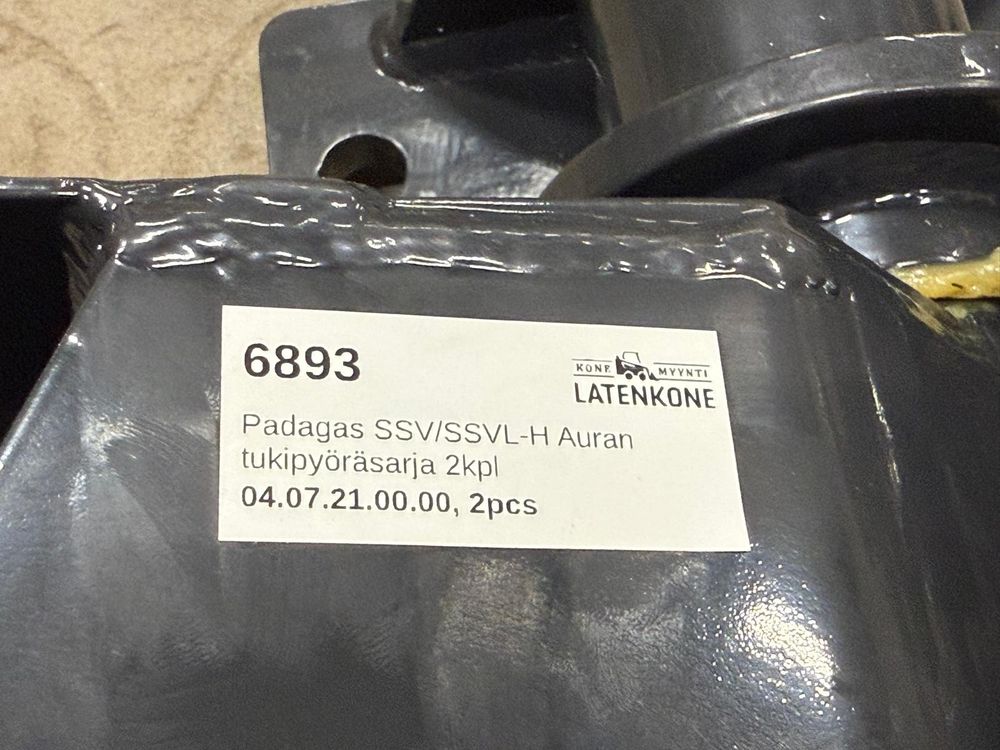 6893
KONE MYYNTI
LATENKONE
Padagas SSV/SSVL-H Auran
tukipyöräsarja 2kpl
04.07.21.00.00, 2pcs